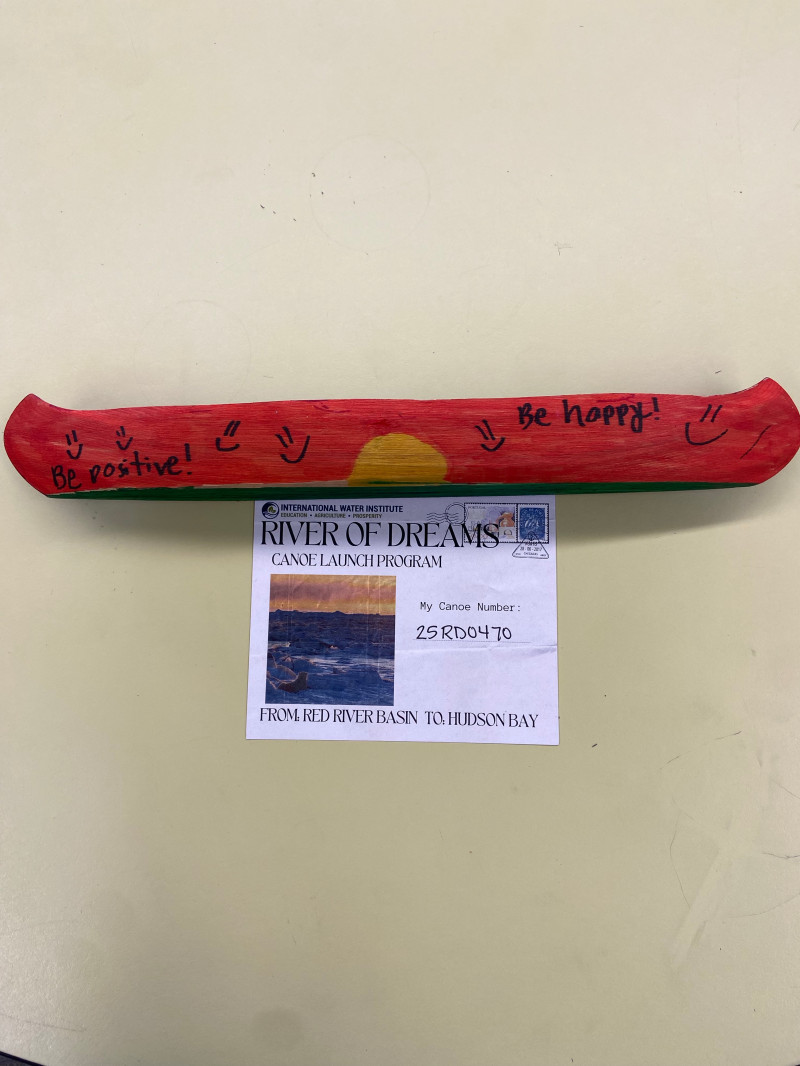 Be happy!
Be positive!
INTERNATIONAL WATER INSTITUTE
EDUCATION • AGRICULTURE • PROSPERITY
RIVER OF DREAMS
CANOE LAUNCH PROGRAM
My Canoe Number:
25RD0470
FROM: RED RIVER BASIN TO: HUDSON BAY